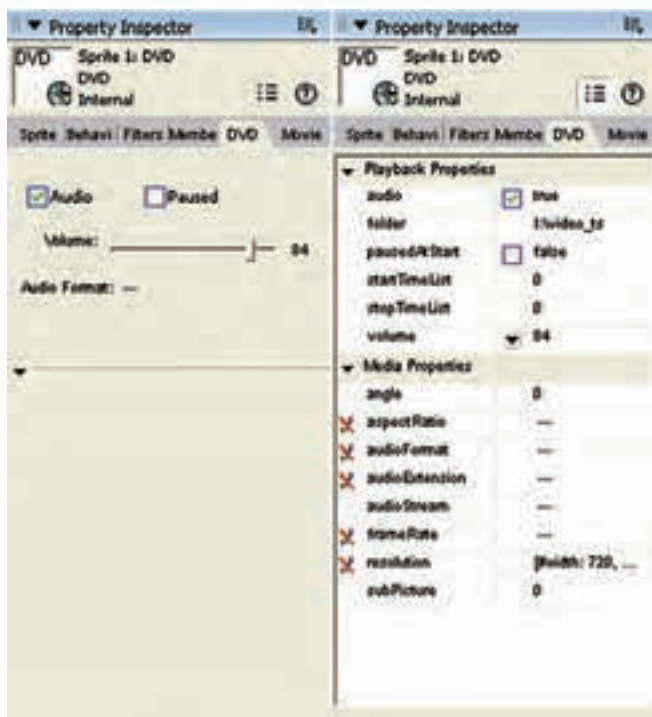 Property Inspector
DVD Sprite 1: DVD
DVD
Internal
Sprite Behavi Filters Membe DVD Movie
Audio Paused
Volume: 84
Audio Format: ---
Property Inspector
DVD Sprite 1: DVD
DVD
Internal
Sprite Behavi Filters Membe DVD Movie
Playback Properties
audio true
folder
pausedAtStart false
startTimeList 0
stopTimeList 0
volume 84
Media Properties
angle 0
aspectRatio ---
audioFormat ---
audioExtension ---
audioStream ---
frameRate ---
resolution [#width: 720, ...
subPicture 0